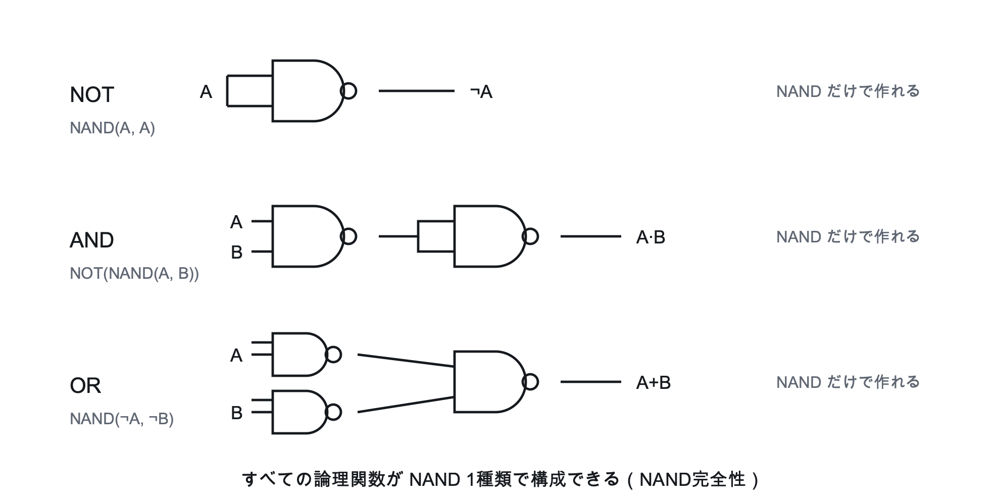 NOT
NAND(A, A)
A
¬A
NAND だけで作れる
AND
NOT(NAND(A, B))
A
B
A·B
NAND だけで作れる
OR
NAND(¬A, ¬B)
A
B
A+B
NAND だけで作れる
すべての論理関数が NAND 1種類で構成できる ( NAND完全性 )